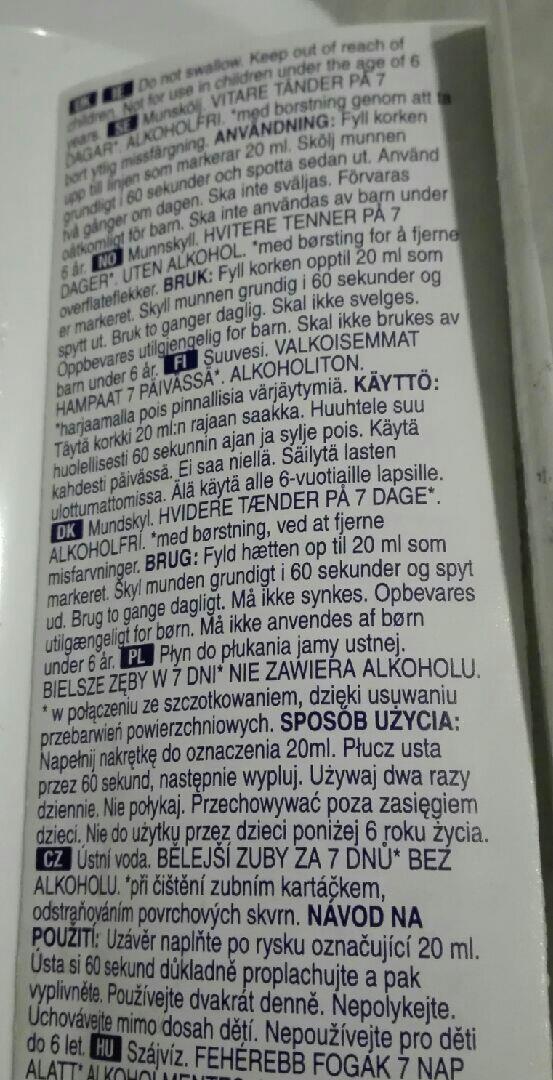 UK IE Do not swallow. Keep out of reach of
children. Not for use in children under the age of 6
years. SE Munskölj. VITARE TÄNDER PÅ 7
DAGAR*. ALKOHOLFRI. *med borstning genom att ta
bort ytlig missfärgning. ANVÄNDNING: Fyll korken
upp till linjen som markerar 20 ml. Skölj munnen
grundligt i 60 sekunder och spotta sedan ut. Använd
två gånger om dagen. Ska inte sväljas. Förvaras
oåtkomligt för barn. Ska inte användas av barn under
6 år. NO Munnskyll. HVITERE TENNER PÅ 7
DAGER*. UTEN ALKOHOL. *med børsting for å fjerne
overflateflekker. BRUK: Fyll korken opptil 20 ml som
er markeret. Skyll munnen grundig i 60 sekunder og
spytt ut. Bruk to ganger daglig. Skal ikke svelges.
Oppbevares utilgjengelig for barn. Skal ikke brukes av
barn under 6 år. FI Suuvesi. VALKOISEMMAT
HAMPAAT 7 PÄIVÄSSÄ*. ALKOHOLITON.
*harjaamalla pois pinnallisia värjäytymiä. KÄYTTÖ:
Täytä korkki 20 ml:n rajaan saakka. Huuhtele suu
huolellisesti 60 sekunnin ajan ja sylje pois. Käytä
kahdesti päivässä. Ei saa niellä. Säilytä lasten
ulottumattomissa. Älä käytä alle 6-vuotiaille lapsille.
DK Mundskyl. HVIDERE TÆNDER PÅ 7 DAGE*.
ALKOHOLFRI. *med børstning, ved at fjerne
misfarvninger. BRUG: Fyld hætten op til 20 ml som
markeret. Skyl munden grundigt i 60 sekunder og spyt
ud. Brug to gange dagligt. Må ikke synkes. Opbevares
utilgængeligt for børn. Må ikke anvendes af børn
under 6 år. PL Płyn do płukania jamy ustnej.
BIELSZE ZĘBY W 7 DNI* NIE ZAWIERA ALKOHOLU.
* w połączeniu ze szczotkowaniem, dzięki usuwaniu
przebarwień powierzchniowych. SPOSÓB UŻYCIA:
Napełnij nakrętkę do oznaczenia 20ml. Płucz usta
przez 60 sekund, następnie wypluj. Używaj dwa razy
dziennie. Nie połykaj. Przechowywać poza zasięgiem
dzieci. Nie do użytku przez dzieci poniżej 6 roku życia.
CZ Ústní voda. BĚLEJŠÍ ZUBY ZA 7 DNŮ* BEZ
ALKOHOLU. *při čištění zubním kartáčkem,
odstraňováním povrchových skvrn. NÁVOD NA
POUŽITÍ: Uzávěr naplňte po rysku označující 20 ml.
Ústa si 60 sekund důkladně proplachujte a pak
vyplivněte. Používejte dvakrát denně. Nepolykejte.
Uchovávejte mimo dosah dětí. Nepoužívejte pro děti
do 6 let. HU Szájvíz. FEHÉREBB FOGAK 7 NAP
ALATT* ALKOHOLMENTES